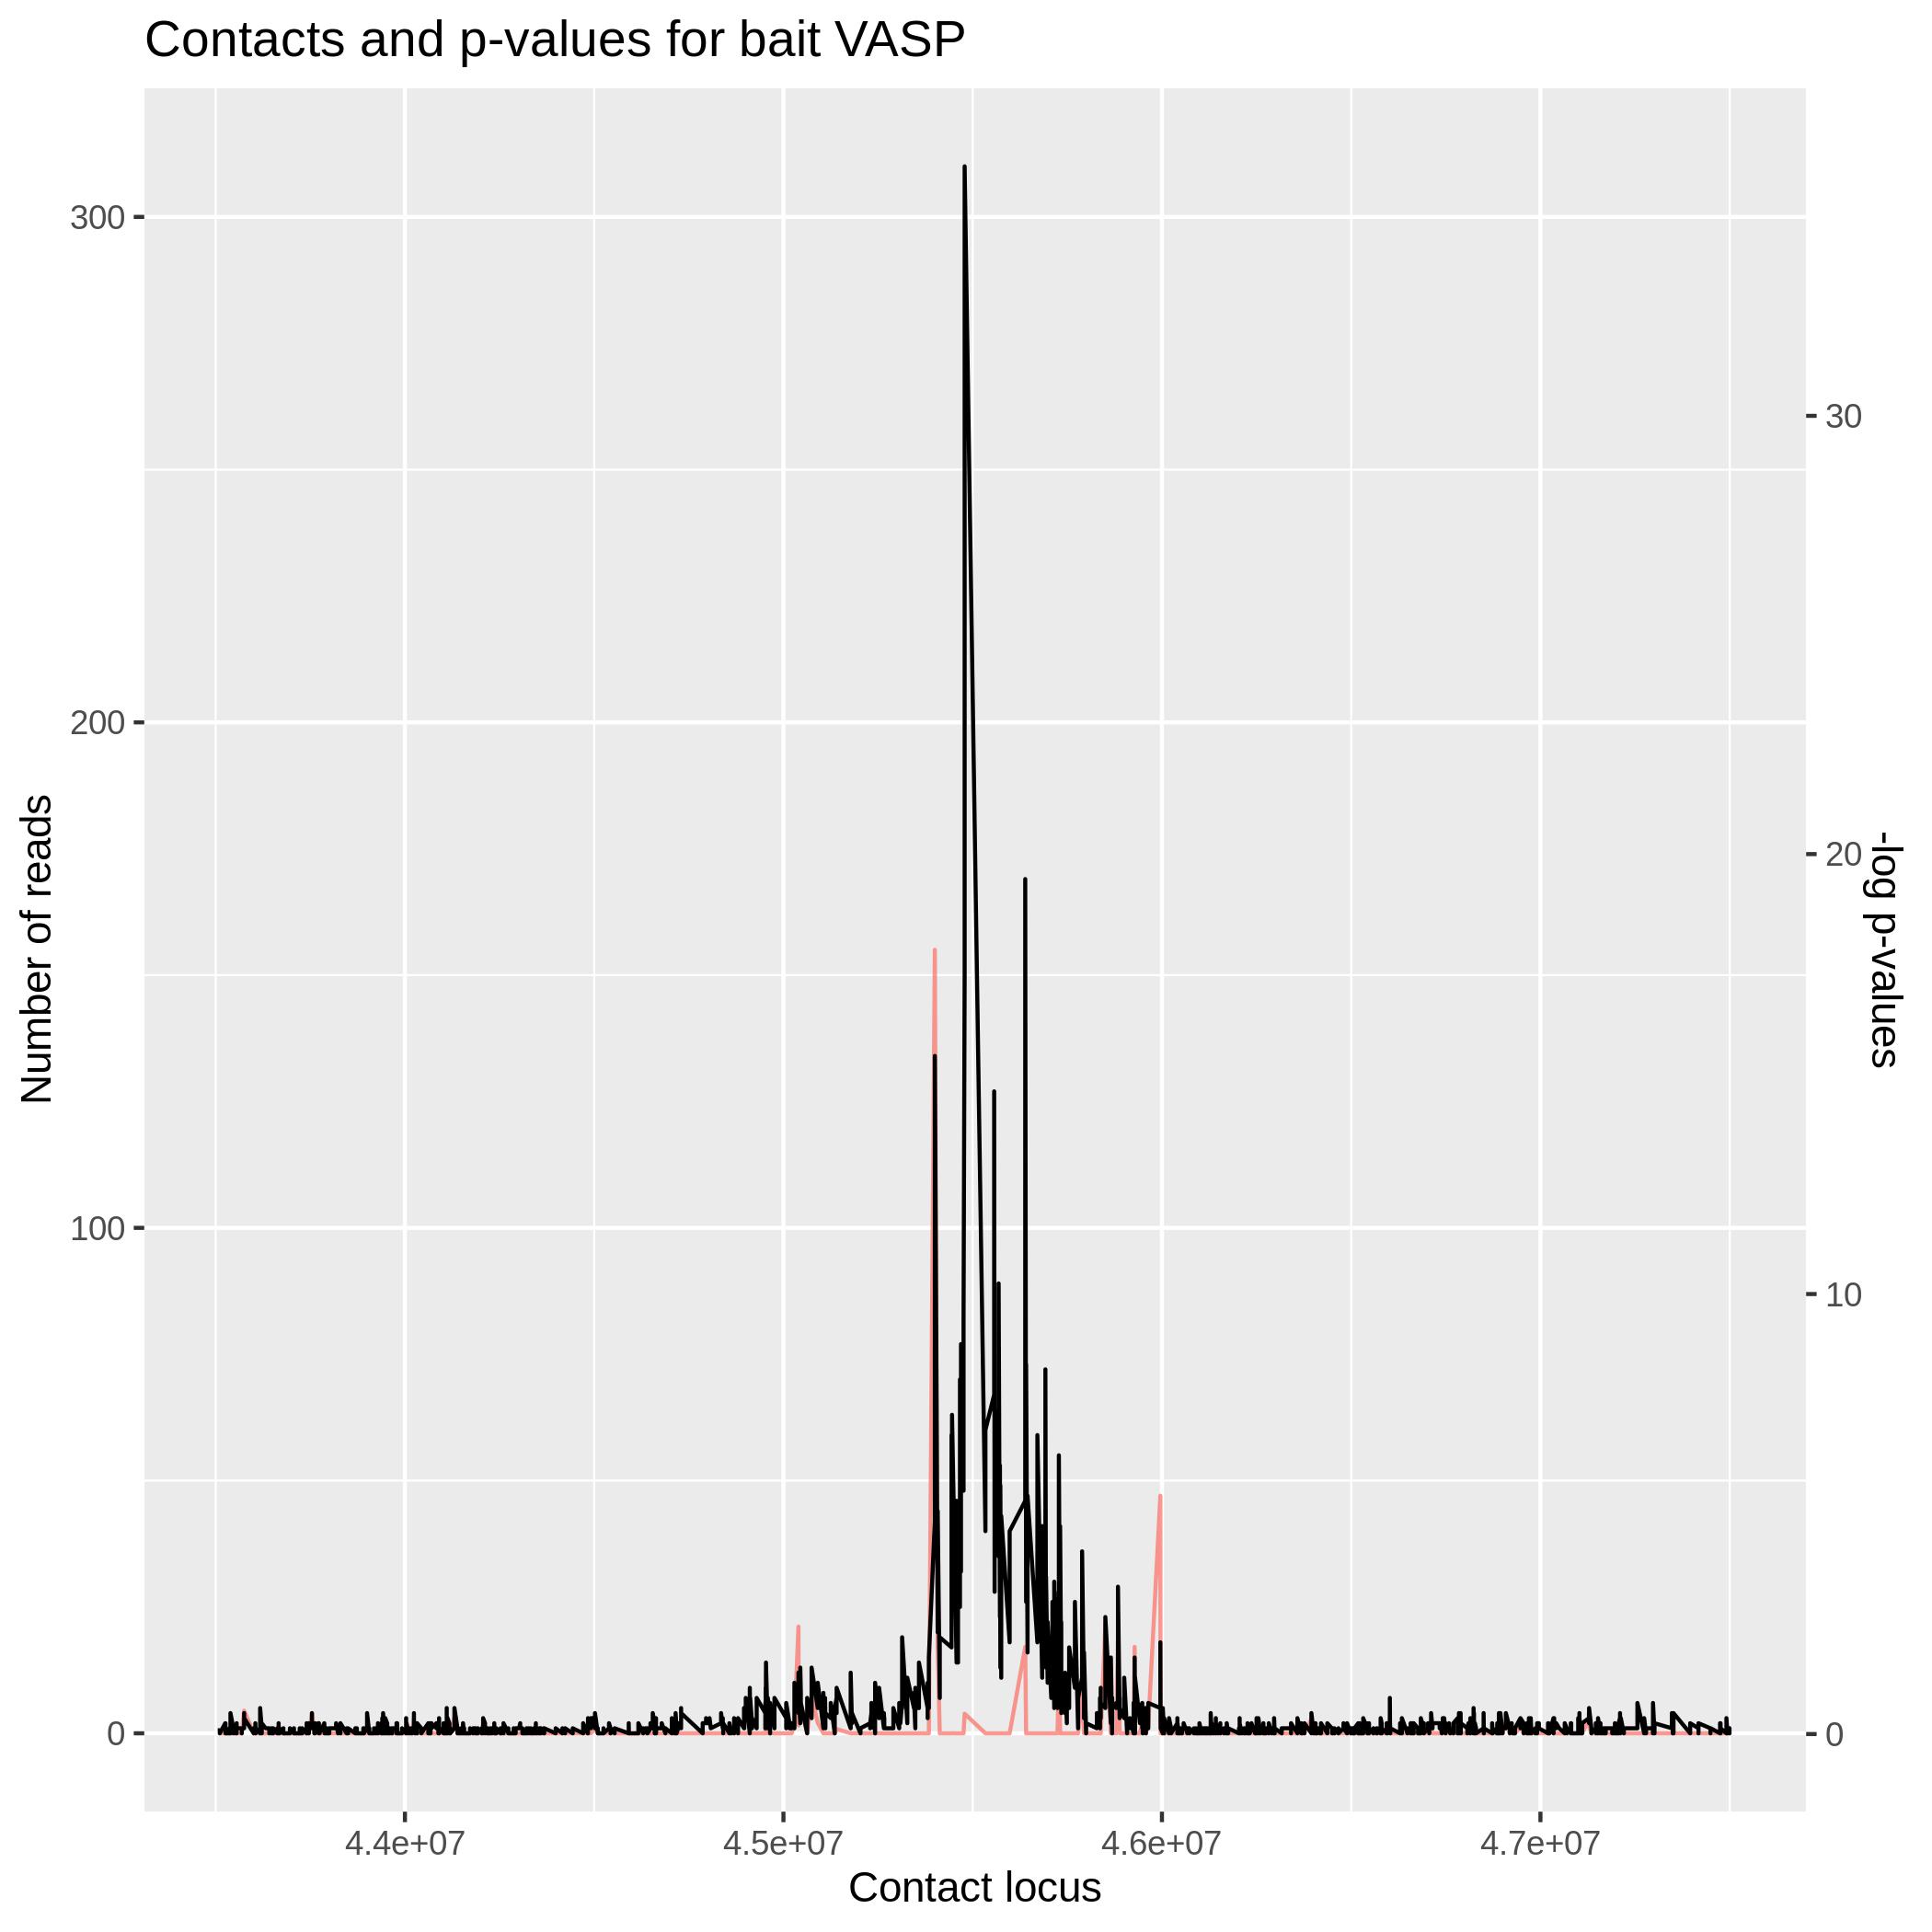 Contacts and p-values for bait VASP
300
200
100
0
Number of reads
30
20
10
0
-log p-values
4.4e+07
4.5e+07
4.6e+07
4.7e+07
Contact locus